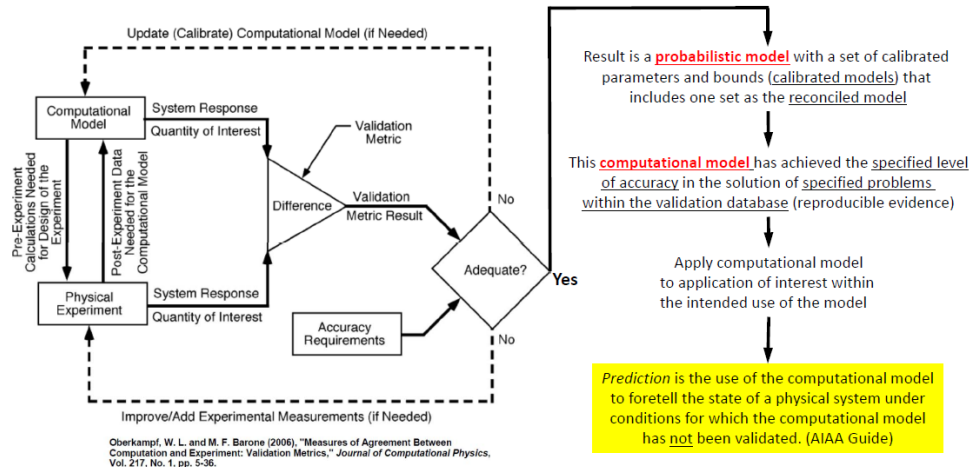 Update (Calibrate) Computational Model (if Needed)
Computational
Model
System Response
Quantity of Interest
Validation
Metric
Pre-Experiment
Calculations Needed
for Design of the
Experiment
Post-Experiment Data
Needed for the
Computational Model
Difference
Validation
Metric Result
No
Adequate?
Yes
Physical
Experiment
System Response
Quantity of Interest
Accuracy
Requirements
No
Improve/Add Experimental Measurements (if Needed)
Oberkampf, W. L. and M. F. Barone (2006), "Measures of Agreement Between
Computation and Experiment: Validation Metrics," Journal of Computational Physics,
Vol. 217, No. 1, pp. 5-36.
Result is a probabilistic model with a set of calibrated
parameters and bounds (calibrated models) that
includes one set as the reconciled model
This computational model has achieved the specified level
of accuracy in the solution of specified problems
within the validation database (reproducible evidence)
Apply computational model
to application of interest within
the intended use of the model
Prediction is the use of the computational model
to foretell the state of a physical system under
conditions for which the computational model
has not been validated. (AIAA Guide)